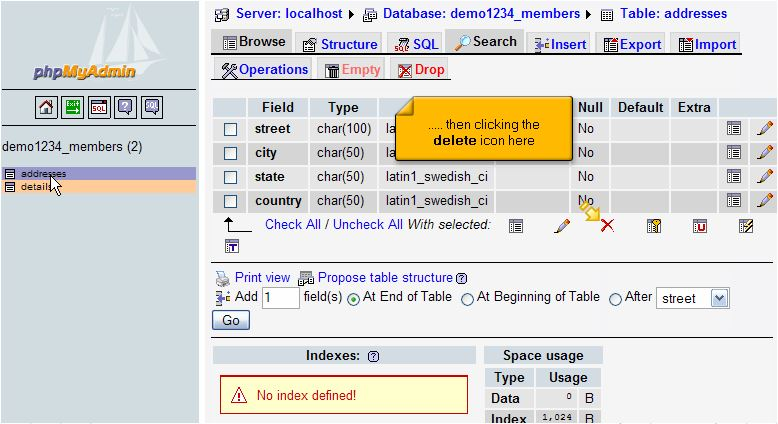 Server: localhost Database: demo1234_members Table: addresses
Browse Structure SQL Search Insert Export Import
Operations Empty Drop
phpMyAdmin
SQL
demo1234_members (2)
addresses
details
Field Type Null Default Extra
street char(100) la No
city char(50) la No
state char(50) latin1_swedish_ci No
country char(50) latin1_swedish_ci No
..... then clicking the
delete icon here
Check All / Uncheck All With selected:
Print view Propose table structure
Add 1 field(s) At End of Table At Beginning of Table After street
Go
Indexes:
No index defined!
Space usage
Type Usage
Data 0 B
Index 1,024 B